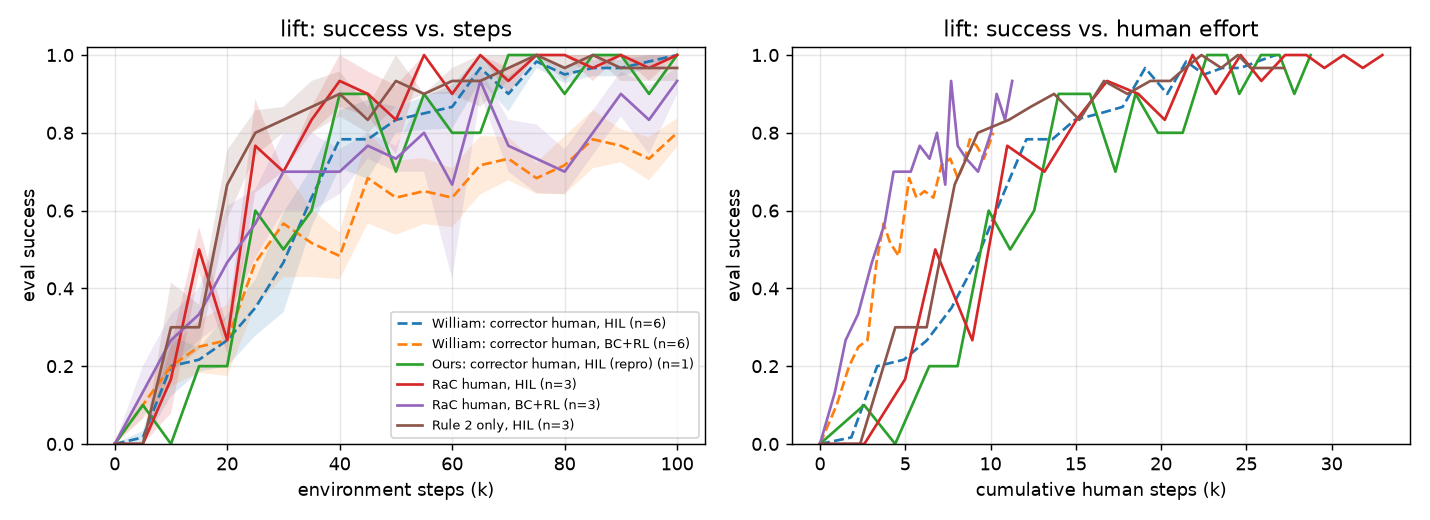 lift: success vs. steps
1.0
0.8
0.6
0.4
0.2
0.0
eval success
0
20
40
60
80
100
environment steps (k)
William: corrector human, HIL (n=6)
William: corrector human, BC+RL (n=6)
Ours: corrector human, HIL (repro) (n=1)
RaC human, HIL (n=3)
RaC human, BC+RL (n=3)
Rule 2 only, HIL (n=3)
lift: success vs. human effort
1.0
0.8
0.6
0.4
0.2
0.0
eval success
0
5
10
15
20
25
30
cumulative human steps (k)